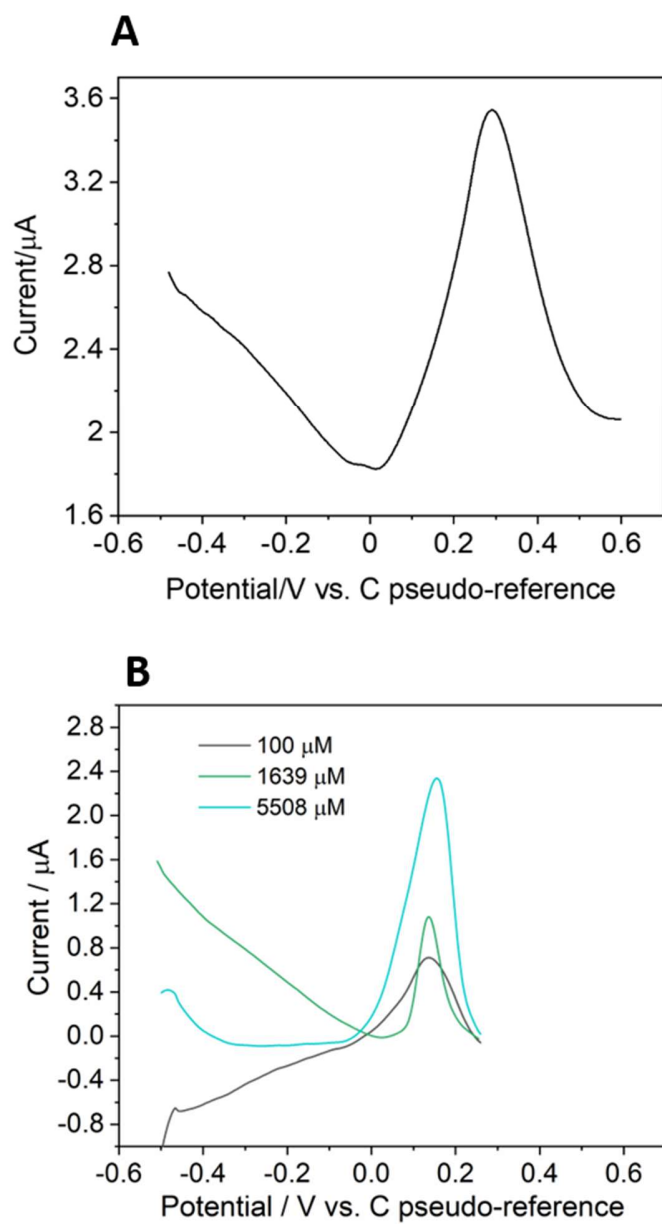 A
3.6
3.2
2.8
2.4
2
1.6
Current/μA
-0.6 -0.4 -0.2 0 0.2 0.4 0.6
Potential/V vs. C pseudo-reference
B
2.8
2.4
2.0
1.6
1.2
0.8
0.4
0.0
-0.4
-0.8
Current / μA
100 μM
1639 μM
5508 μM
-0.6 -0.4 -0.2 0.0 0.2 0.4 0.6
Potential / V vs. C pseudo-reference